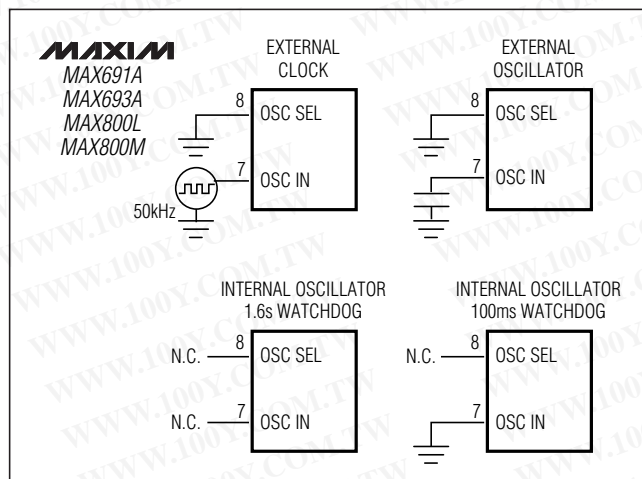 MAXIM
MAX691A
MAX693A
MAX800L
MAX800M
EXTERNAL
CLOCK
8
OSC SEL
7
OSC IN
50kHz
EXTERNAL
OSCILLATOR
8
OSC SEL
7
OSC IN
INTERNAL OSCILLATOR
1.6s WATCHDOG
N.C.
8
OSC SEL
N.C.
7
OSC IN
INTERNAL OSCILLATOR
100ms WATCHDOG
N.C.
8
OSC SEL
7
OSC IN
WWW.100Y.COM.TW